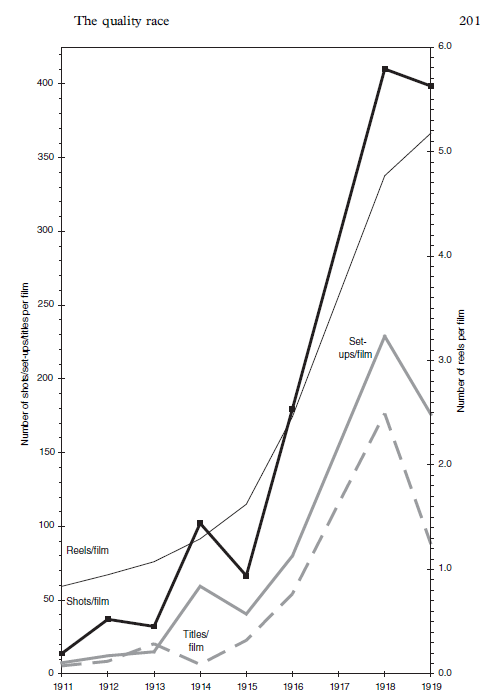 The quality race 201
6.0
400
5.0
350
300
4.0
250
Number of shots/set-ups/titles per film
Number of reels per film
Set-
ups/film
3.0
200
150
2.0
100
Reels/film
1.0
50
Shots/film
Titles/
film
0
0.0
1911 1912 1913 1914 1915 1916 1917 1918 1919